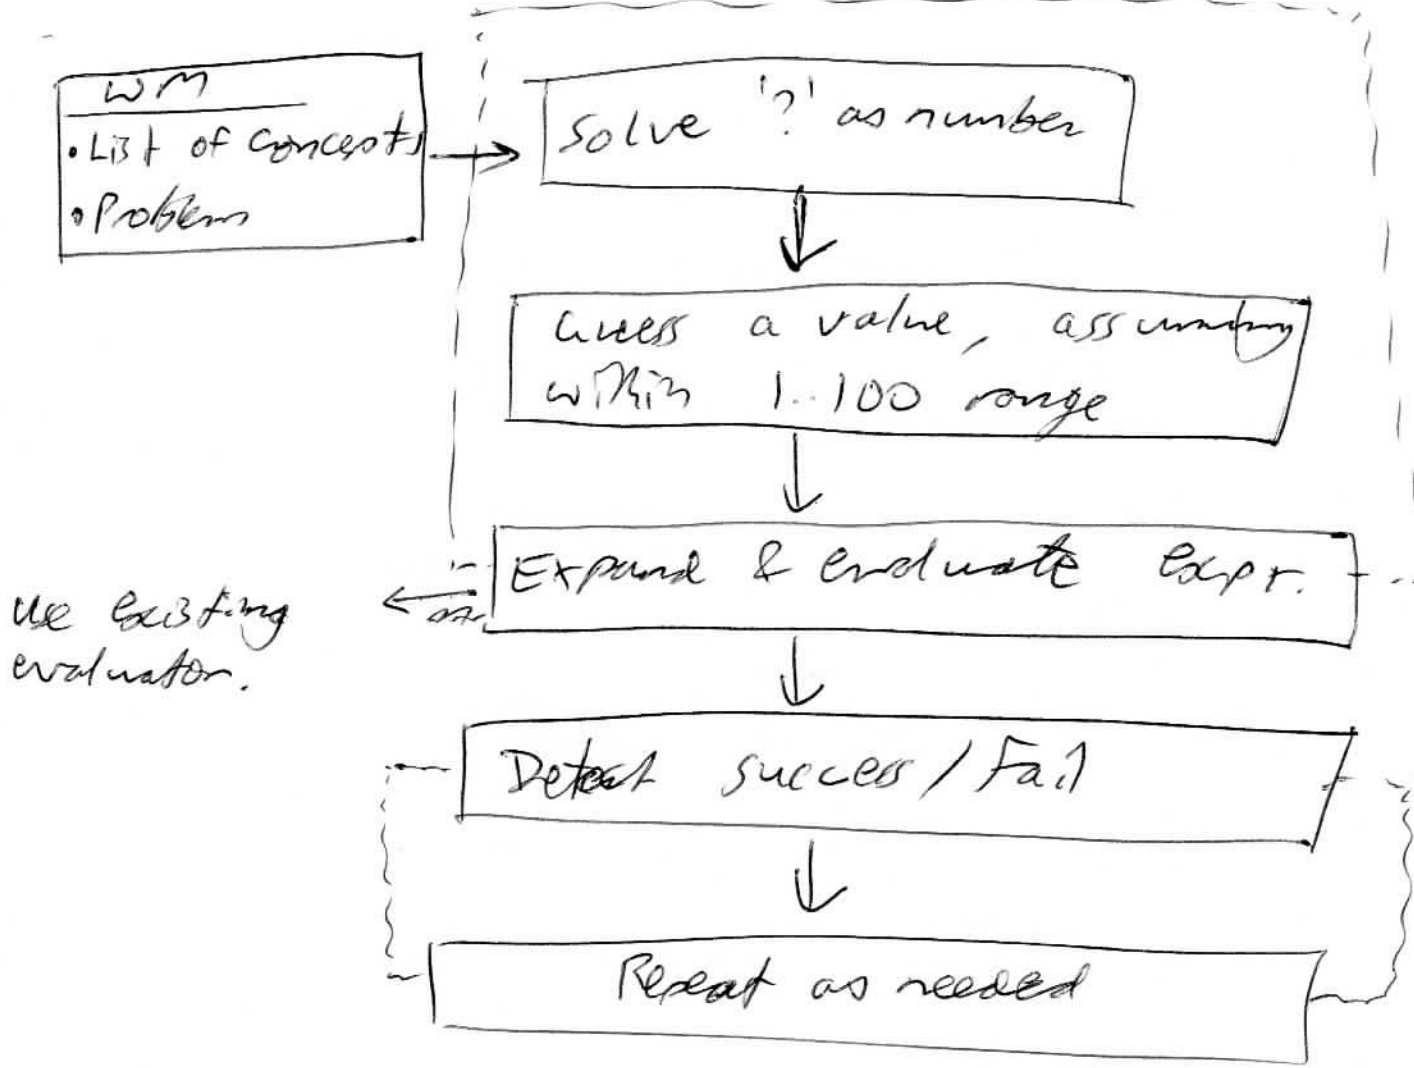 WM
• List of concepts
• Problem
Solve '?' as number
Guess a value, assuming
within 1..100 range
Expand & evaluate expr.
use existing
evaluator.
Detect success / Fail
Repeat as needed